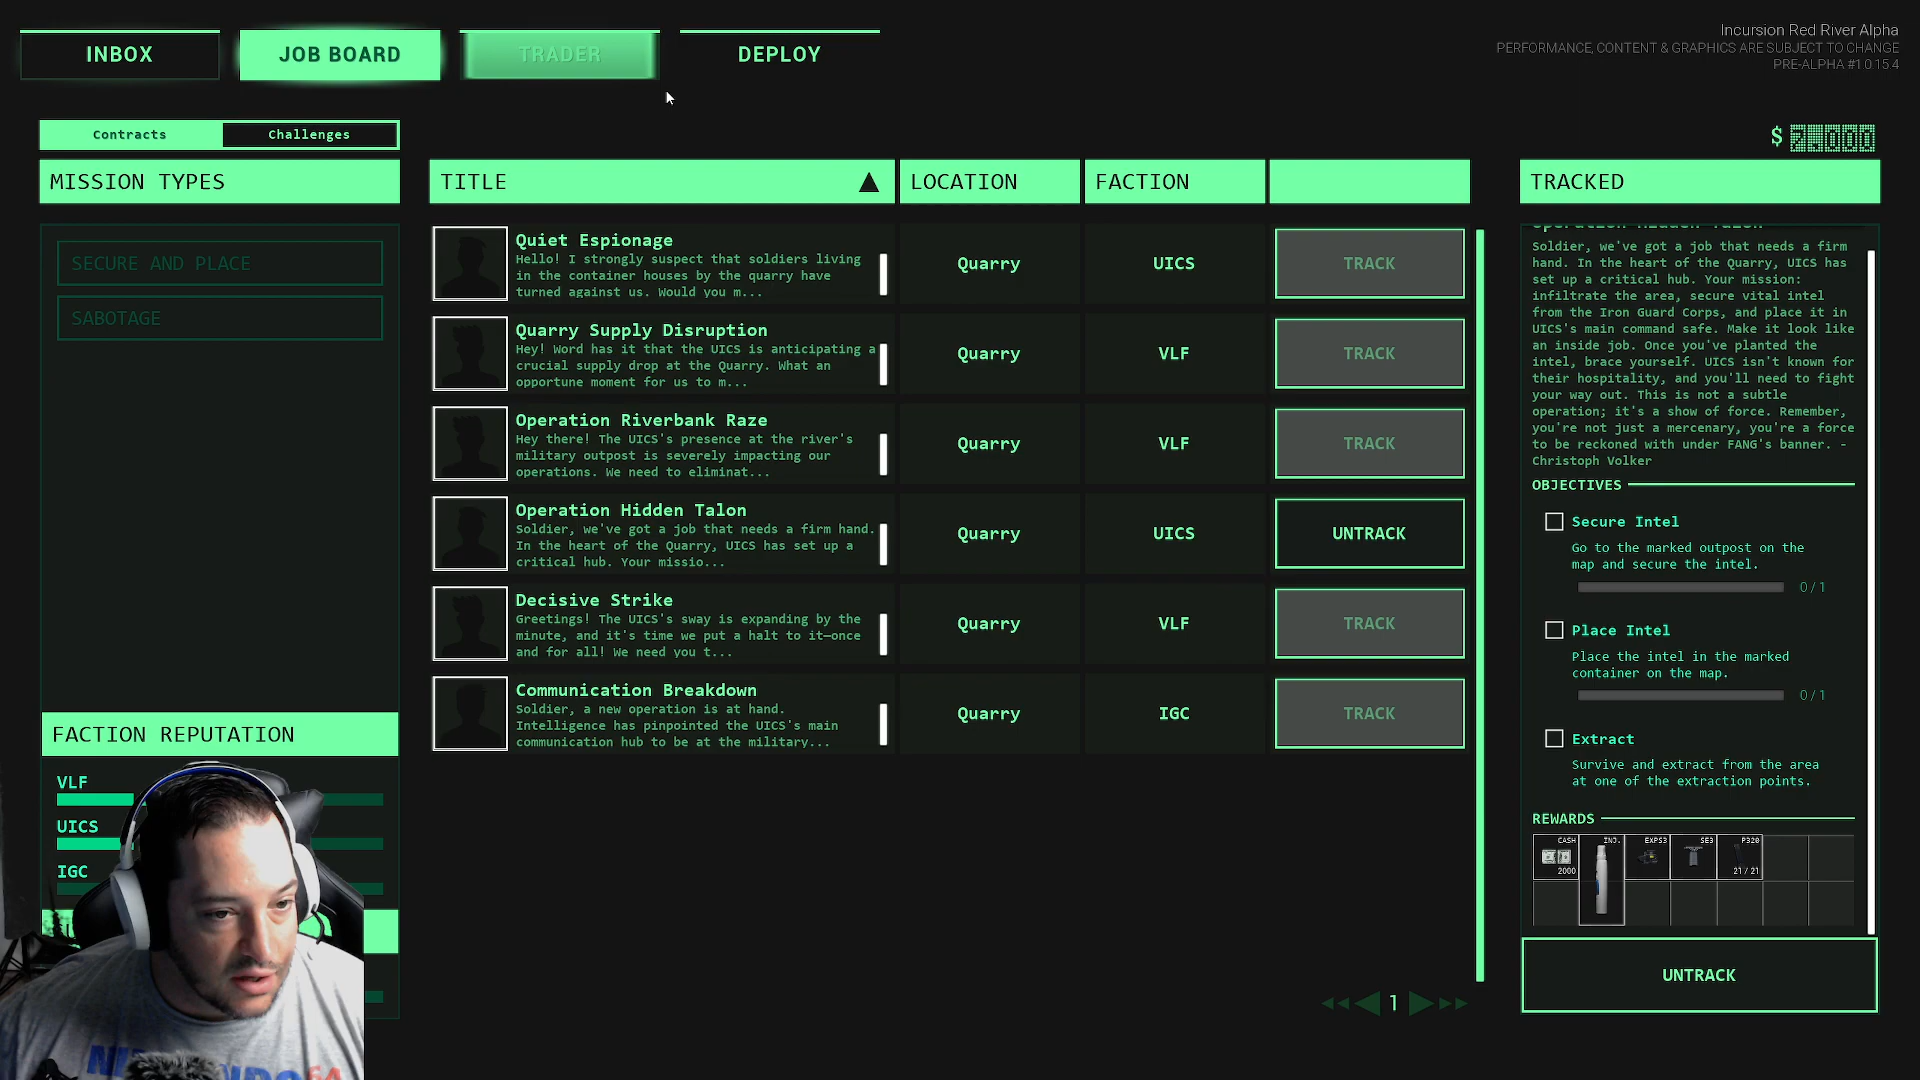 INBOX
JOB BOARD
TRADER
DEPLOY
Incursion Red River Alpha
PERFORMANCE, CONTENT & GRAPHICS ARE SUBJECT TO CHANGE
PRE-ALPHA #1.0.15.4
Contracts
Challenges
$
MISSION TYPES
SECURE AND PLACE
SABOTAGE
FACTION REPUTATION
VLF
UICS
IGC
TITLE
LOCATION
FACTION
Quiet Espionage
Hello! I strongly suspect that soldiers living
in the container houses by the quarry have
turned against us. Would you m...
Quarry
UICS
TRACK
Quarry Supply Disruption
Hey! Word has it that the UICS is anticipating a
crucial supply drop at the Quarry. What an
opportune moment for us to m...
Quarry
VLF
TRACK
Operation Riverbank Raze
Hey there! The UICS's presence at the river's
military outpost is severely impacting our
operations. We need to eliminat...
Quarry
VLF
TRACK
Operation Hidden Talon
Soldier, we've got a job that needs a firm hand.
In the heart of the Quarry, UICS has set up a
critical hub. Your missio...
Quarry
UICS
UNTRACK
Decisive Strike
Greetings! The UICS's sway is expanding by the
minute, and it's time we put a halt to it—once
and for all! We need you t...
Quarry
VLF
TRACK
Communication Breakdown
Soldier, a new operation is at hand.
Intelligence has pinpointed the UICS's main
communication hub to be at the military...
Quarry
IGC
TRACK
1
TRACKED
Operation Hidden Talon
Soldier, we've got a job that needs a firm
hand. In the heart of the Quarry, UICS has
set up a critical hub. Your mission:
infiltrate the area, secure vital intel
from the Iron Guard Corps, and place it in
UICS's main command safe. Make it look like
an inside job. Once you've planted the
intel, brace yourself. UICS isn't known for
their hospitality, and you'll need to fight
your way out. This is not a subtle
operation; it's a show of force. Remember,
you're not just a mercenary, you're a force
to be reckoned with under FANG's banner. -
Christoph Volker
OBJECTIVES
Secure Intel
Go to the marked outpost on the
map and secure the intel.
0/1
Place Intel
Place the intel in the marked
container on the map.
0/1
Extract
Survive and extract from the area
at one of the extraction points.
REWARDS
CASH
2000
INJ.
EXPS3
SE3
P320
21/21
UNTRACK